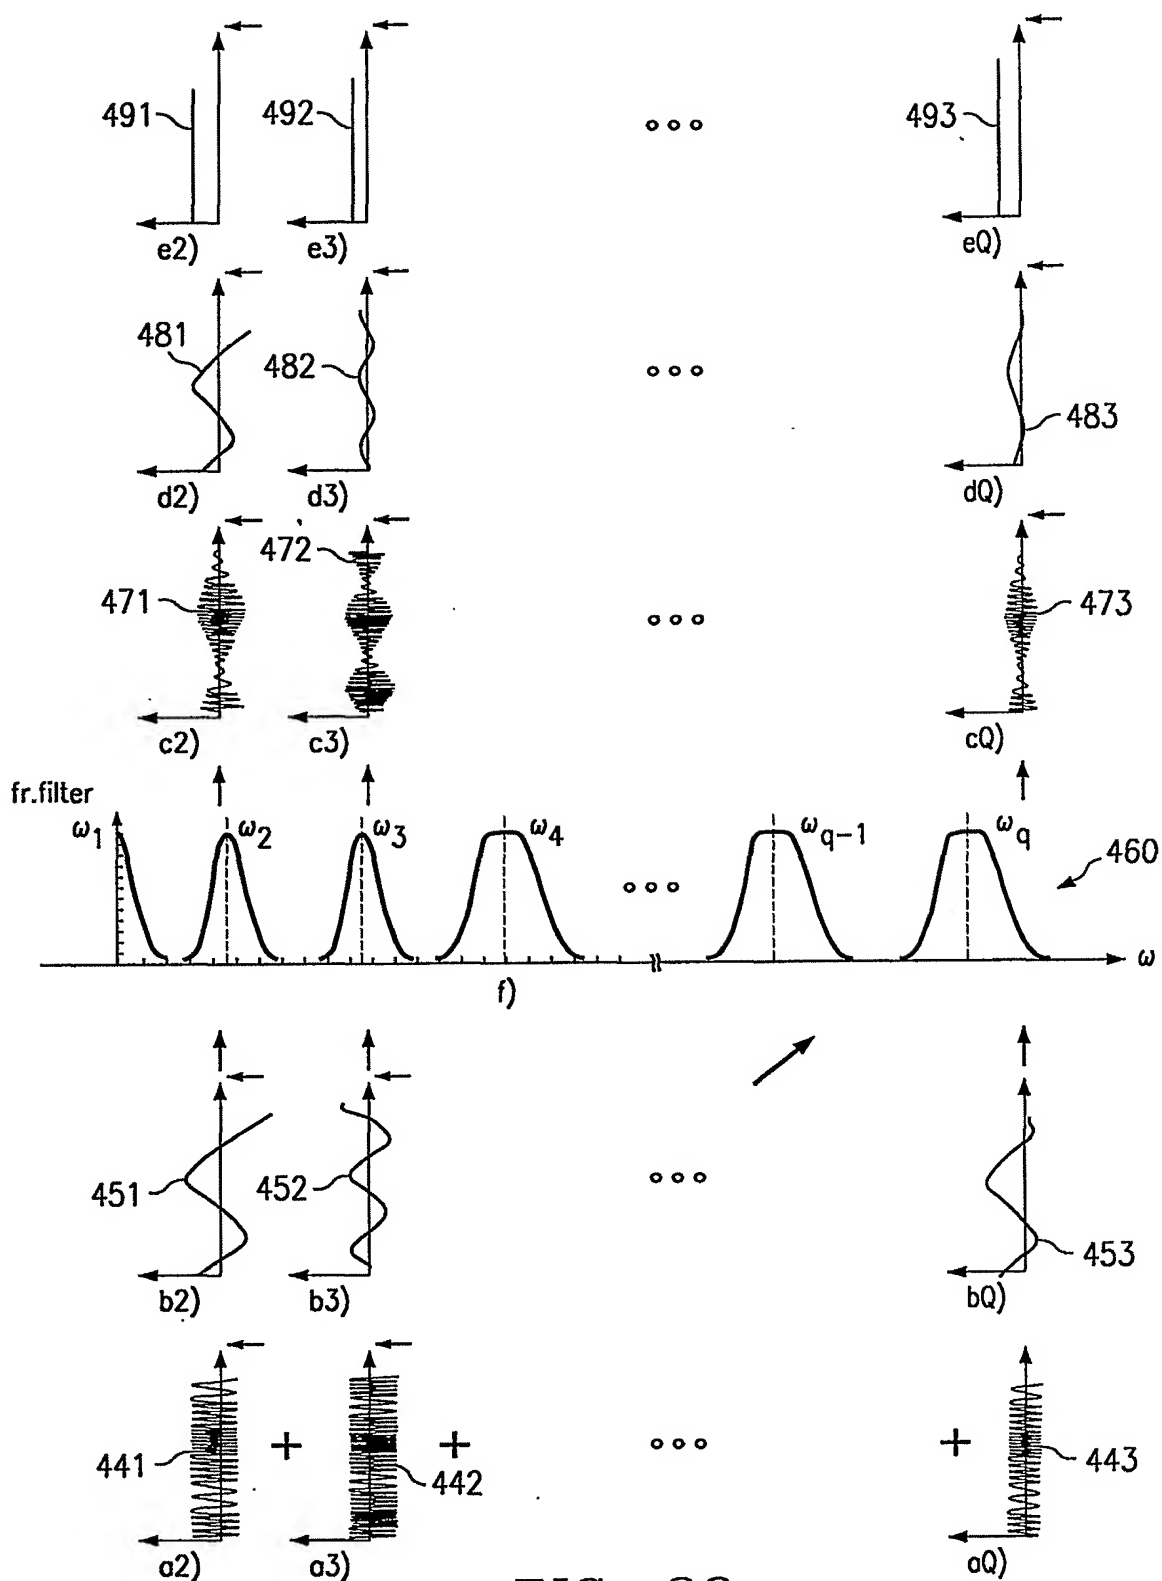 491
492
493
e2)
e3)
eQ)
481
482
483
d2)
d3)
dQ)
472
471
473
c2)
c3)
cQ)
fr.filter
ω1 ω2 ω3 ω4 ωq-1 ωq
460
ω
f)
451
452
453
b2)
b3)
bQ)
441 + + + 443
442
a2)
a3)
aQ)